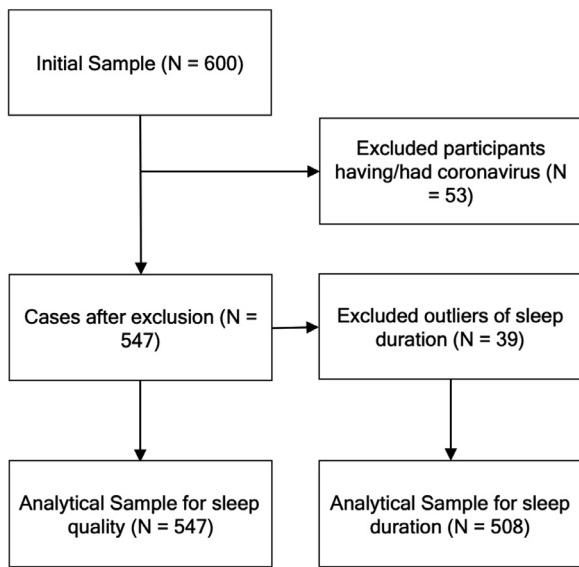 Initial Sample (N = 600)
Excluded participants
having/had coronavirus (N
= 53)
Cases after exclusion (N =
547)
Excluded outliers of sleep
duration (N = 39)
Analytical Sample for sleep
quality (N = 547)
Analytical Sample for sleep
duration (N = 508)